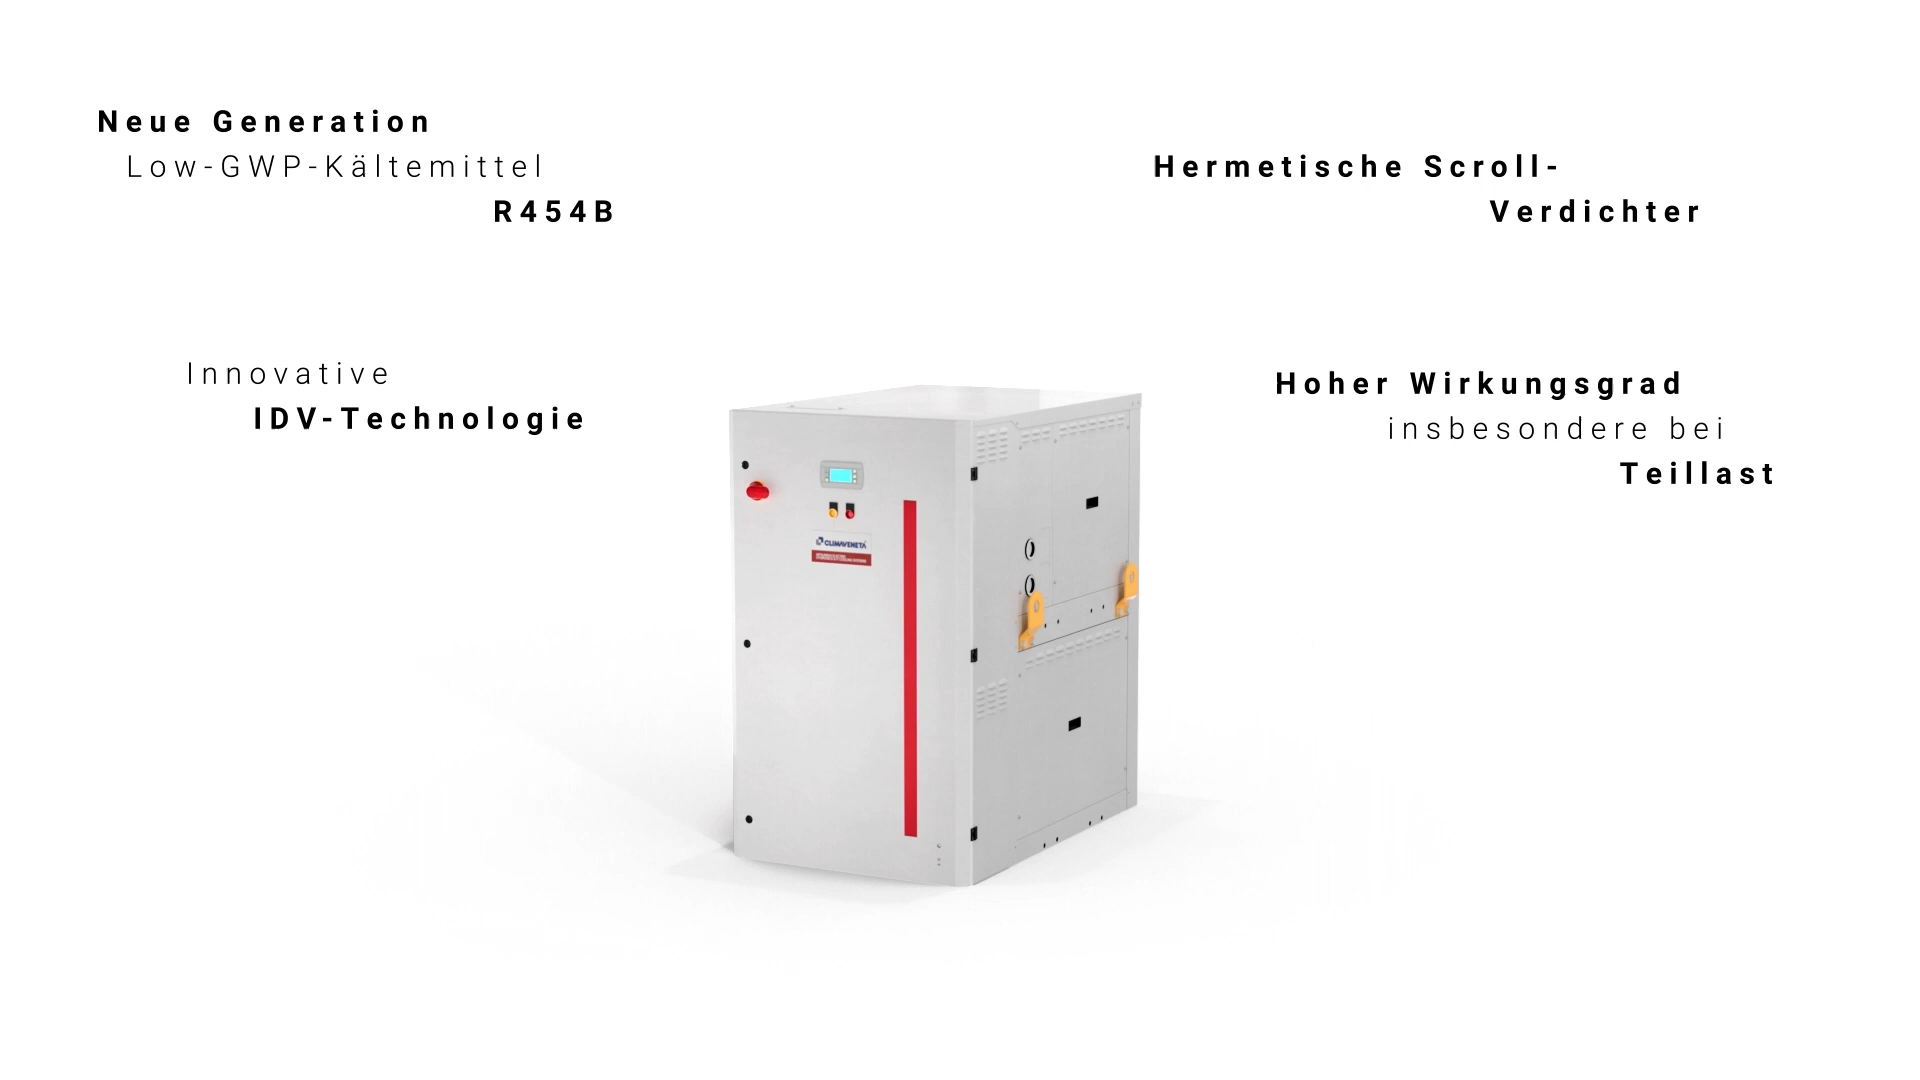 Neue Generation
Low-GWP-Kältemittel
R454B
Hermetische Scroll-
Verdichter
Innovative
IDV-Technologie
Hoher Wirkungsgrad
insbesondere bei
Teillast
CLIMAVENETA